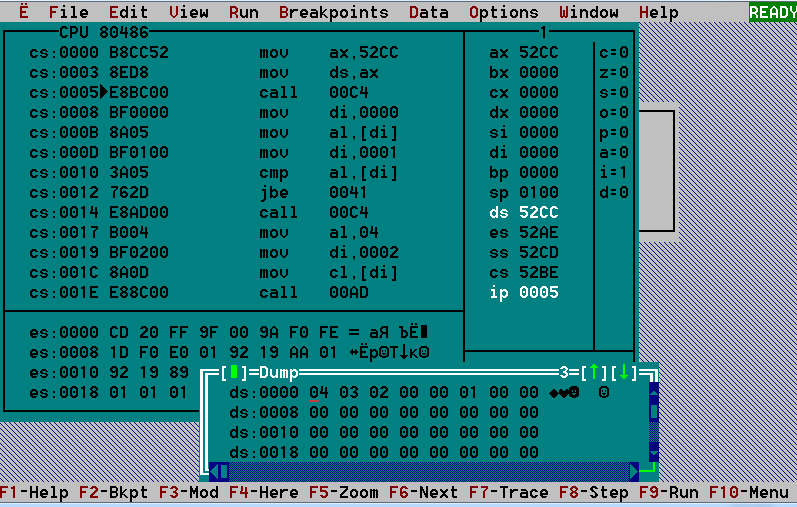 Ë File Edit View Run Breakpoints Data Options Window Help READY
CPU 80486 1
cs:0000 B8CC52 mov ax,52CC ax 52CC c=0
cs:0003 8ED8 mov ds,ax bx 0000 z=0
cs:0005►E8BC00 call 00C4 cx 0000 s=0
cs:0008 BF0000 mov di,0000 dx 0000 o=0
cs:000B 8A05 mov al,[di] si 0000 p=0
cs:000D BF0100 mov di,0001 di 0000 a=0
cs:0010 3A05 cmp al,[di] bp 0000 i=1
cs:0012 762D jbe 0041 sp 0100 d=0
cs:0014 E8AD00 call 00C4 ds 52CC
cs:0017 B004 mov al,04 es 52AE
cs:0019 BF0200 mov di,0002 ss 52CD
cs:001C 8A0D mov cl,[di] cs 52BE
cs:001E E88C00 call 00AD ip 0005
es:0000 CD 20 FF 9F 00 9A F0 FE = аЯ ЪЁ■
es:0008 1D F0 E0 01 92 19 AA 01 ↔Ёр☺Т↓к☺
es:0010 92 19 89
es:0018 01 01 01
[■]=Dump 3=[↑][↓]
ds:0000 04 03 02 00 00 01 00 00 ♦♥☻ ☺
ds:0008 00 00 00 00 00 00 00 00
ds:0010 00 00 00 00 00 00 00 00
ds:0018 00 00 00 00 00 00 00 00
F1-Help F2-Bkpt F3-Mod F4-Here F5-Zoom F6-Next F7-Trace F8-Step F9-Run F10-Menu